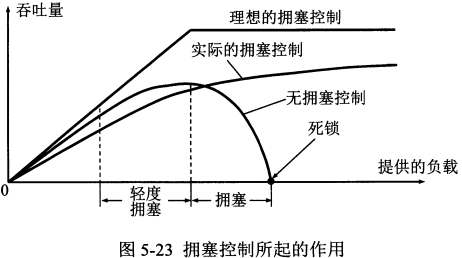 吞吐量
理想的拥塞控制
实际的拥塞控制
无拥塞控制
死锁
提供的负载
0
轻度
拥塞
拥塞
图 5-23 拥塞控制所起的作用